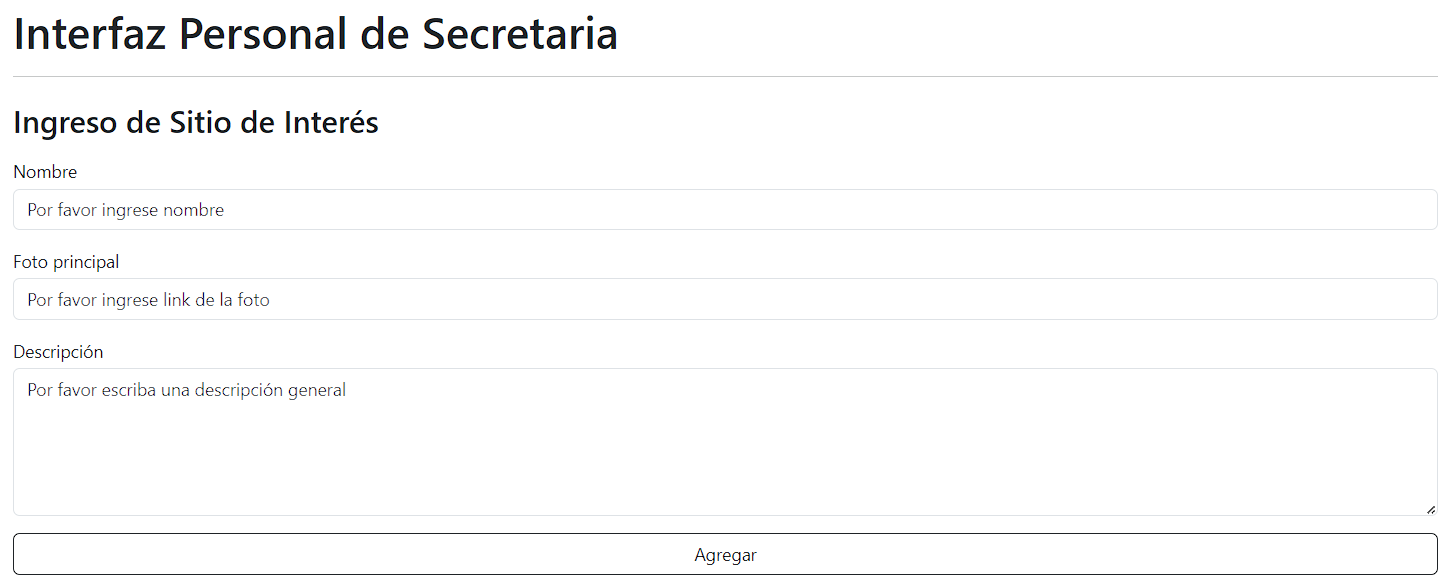 Interfaz Personal de Secretaria
Ingreso de Sitio de Interés
Nombre
Por favor ingrese nombre
Foto principal
Por favor ingrese link de la foto
Descripción
Por favor escriba una descripción general
Agregar